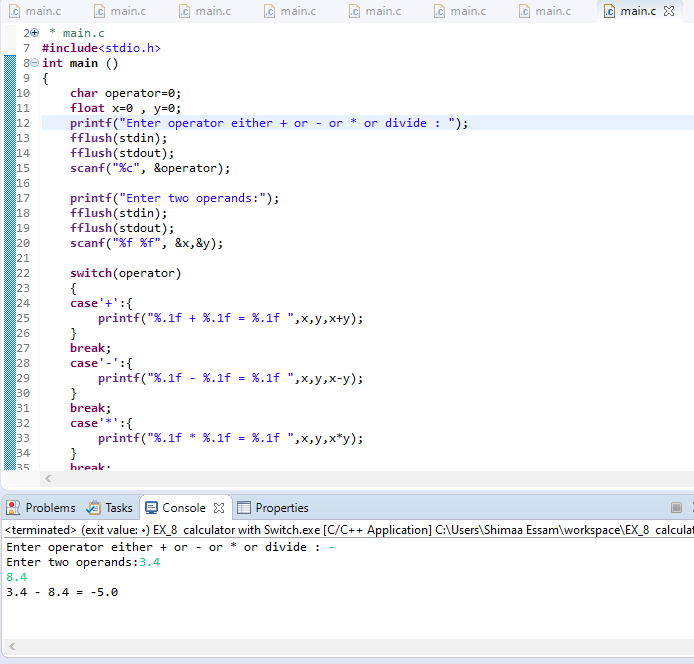 main.c main.c main.c main.c main.c main.c main.c main.c
2 * main.c
7 #include<stdio.h>
8 int main ()
9 {
10 char operator=0;
11 float x=0 , y=0;
12 printf("Enter operator either + or - or * or divide : ");
13 fflush(stdin);
14 fflush(stdout);
15 scanf("%c", &operator);
16
17 printf("Enter two operands:");
18 fflush(stdin);
19 fflush(stdout);
20 scanf("%f %f", &x,&y);
21
22 switch(operator)
23 {
24 case'+':{
25 printf("%.1f + %.1f = %.1f ",x,y,x+y);
26 }
27 break;
28 case'-':{
29 printf("%.1f - %.1f = %.1f ",x,y,x-y);
30 }
31 break;
32 case'*':{
33 printf("%.1f * %.1f = %.1f ",x,y,x*y);
34 }
35 break;
Problems Tasks Console Properties
<terminated> (exit value: •) EX_8 calculator with Switch.exe [C/C++ Application] C:\Users\Shimaa Essam\workspace\EX_8 calculat
Enter operator either + or - or * or divide : -
Enter two operands:3.4
8.4
3.4 - 8.4 = -5.0